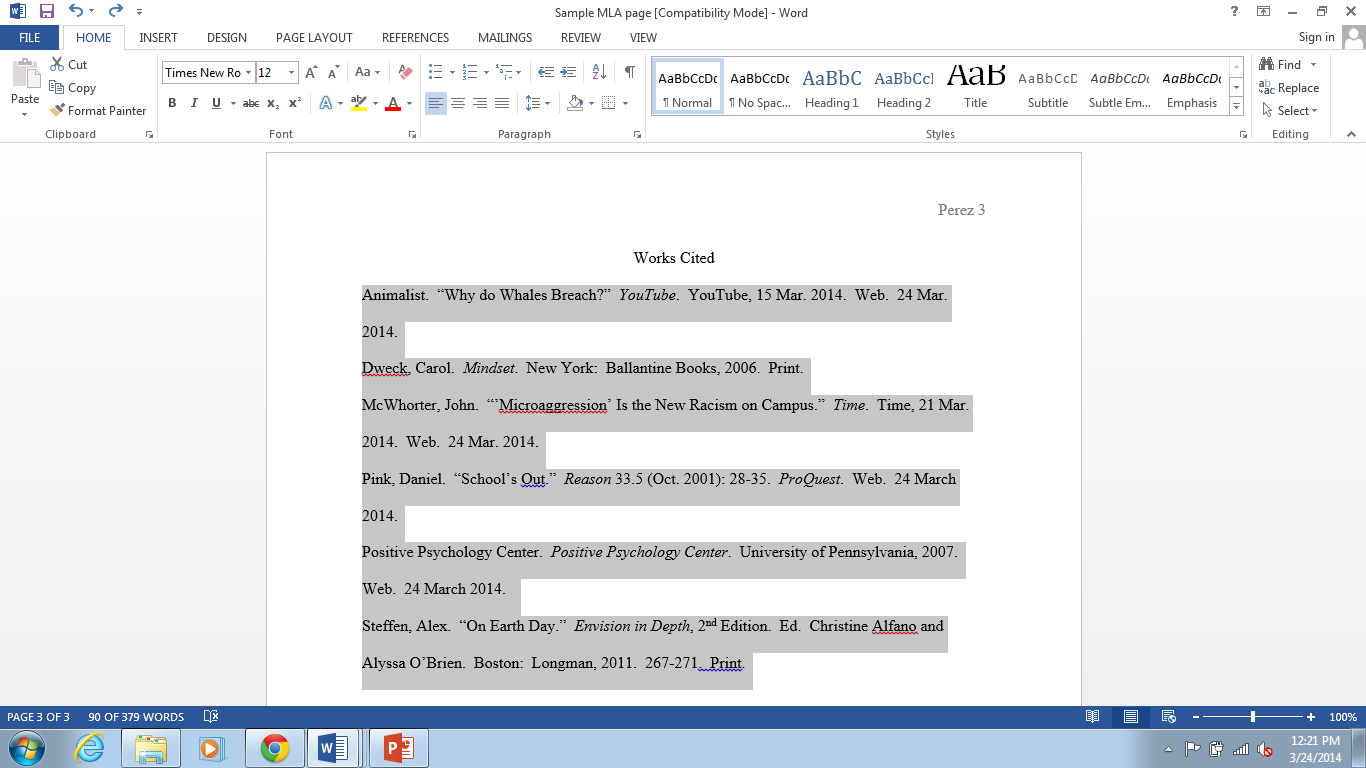 Sample MLA page [Compatibility Mode] - Word
FILE HOME INSERT DESIGN PAGE LAYOUT REFERENCES MAILINGS REVIEW VIEW Sign in
Paste
Cut
Copy
Format Painter
Clipboard
Times New Ro 12
Font
Paragraph
AaBbCcDc AaBbCcDc AaBbC AaBbCcI AaB AaBbCcD AaBbCcDc AaBbCcDc
¶ Normal ¶ No Spac... Heading 1 Heading 2 Title Subtitle Subtle Em... Emphasis
Styles
Find
Replace
Select
Editing
Perez 3
Works Cited
Animalist.  “Why do Whales Breach?”  YouTube.  YouTube, 15 Mar. 2014.  Web.  24 Mar.
2014.
Dweck, Carol.  Mindset.  New York:  Ballantine Books, 2006.  Print.
McWhorter, John.  “’Microaggression’ Is the New Racism on Campus.”  Time.  Time, 21 Mar.
2014.  Web.  24 Mar. 2014.
Pink, Daniel.  “School’s Out.”  Reason 33.5 (Oct. 2001): 28-35.  ProQuest.  Web.  24 March
2014.
Positive Psychology Center.  Positive Psychology Center.  University of Pennsylvania, 2007.
Web.  24 March 2014.
Steffen, Alex.  “On Earth Day.”  Envision in Depth, 2nd Edition.  Ed.  Christine Alfano and
Alyssa O’Brien.  Boston:  Longman, 2011.  267-271.  Print.
PAGE 3 OF 3 90 OF 379 WORDS 100%
12:21 PM
3/24/2014